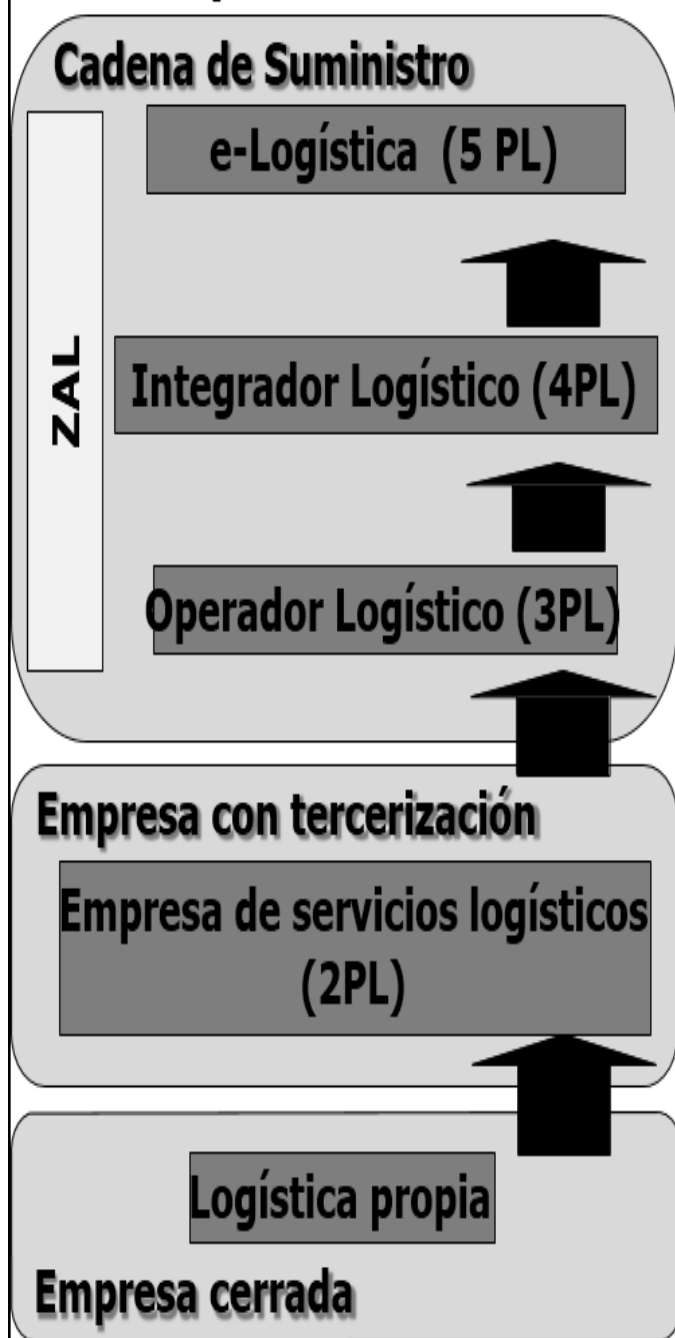 Cadena de Suministro
e-Logística (5 PL)
ZAL
Integrador Logístico (4PL)
Operador Logístico (3PL)
Empresa con tercerización
Empresa de servicios logísticos
(2PL)
Logística propia
Empresa cerrada